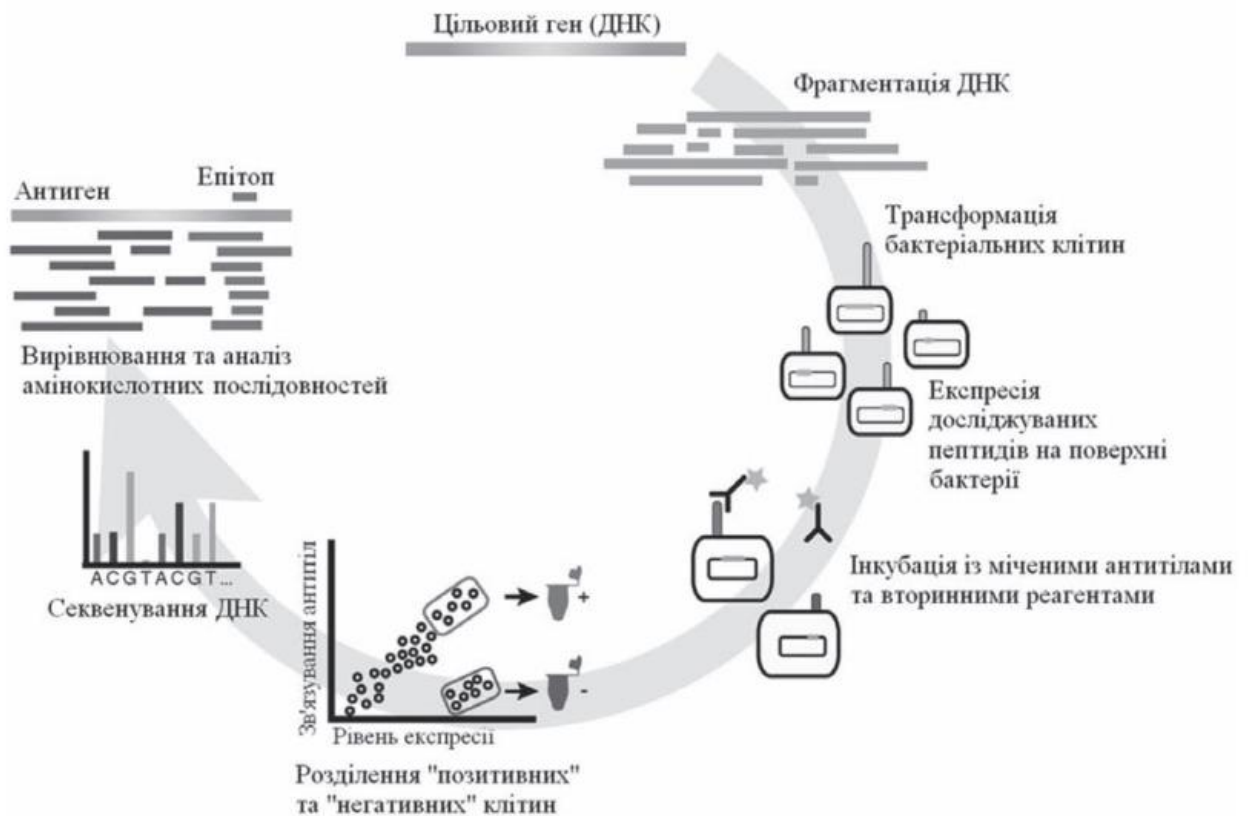 Цільовий ген (ДНК)
Фрагментація ДНК
Трансформація
бактеріальних клітин
Експресія
досліджуваних
пептидів на поверхні
бактерії
Інкубація із міченими антитілами
та вторинними реагентами
Зв'язування антитіл
+
-
Рівень експресії
Розділення "позитивних"
та "негативних" клітин
ACGTACGT...
Секвенування ДНК
Антиген
Епітоп
Вирівнювання та аналіз
амінокислотних послідовностей